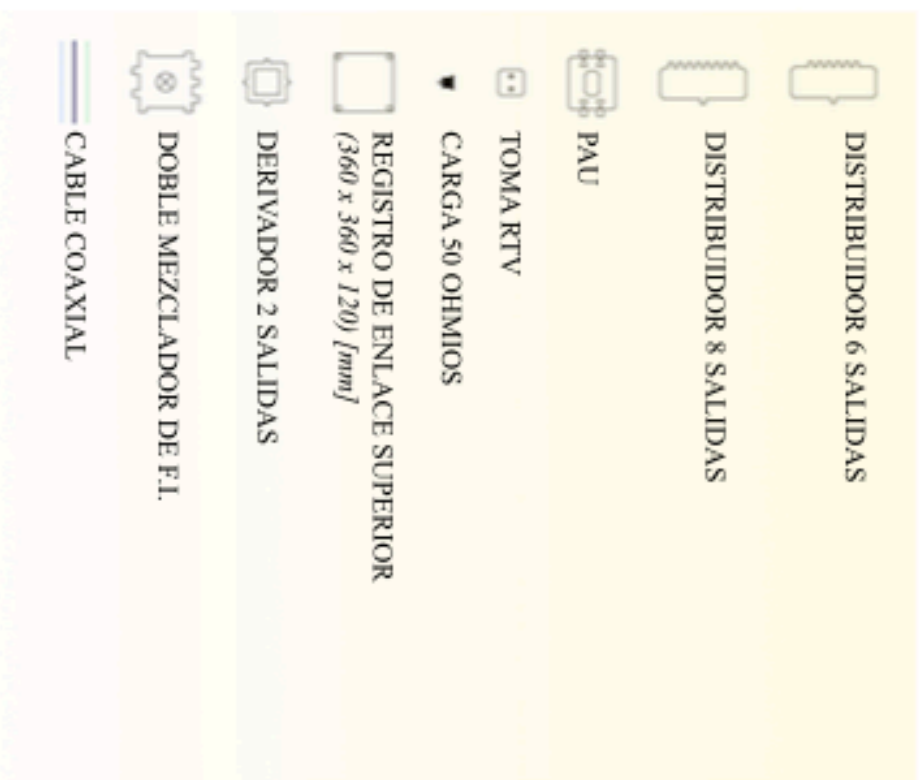 DISTRIBUIDOR 6 SALIDAS
DISTRIBUIDOR 8 SALIDAS
PAU
TOMA RTV
CARGA 50 OHMIOS
REGISTRO DE ENLACE SUPERIOR
(360 x 360 x 120) [mm]
DERIVADOR 2 SALIDAS
DOBLE MEZCLADOR DE F.I.
CABLE COAXIAL